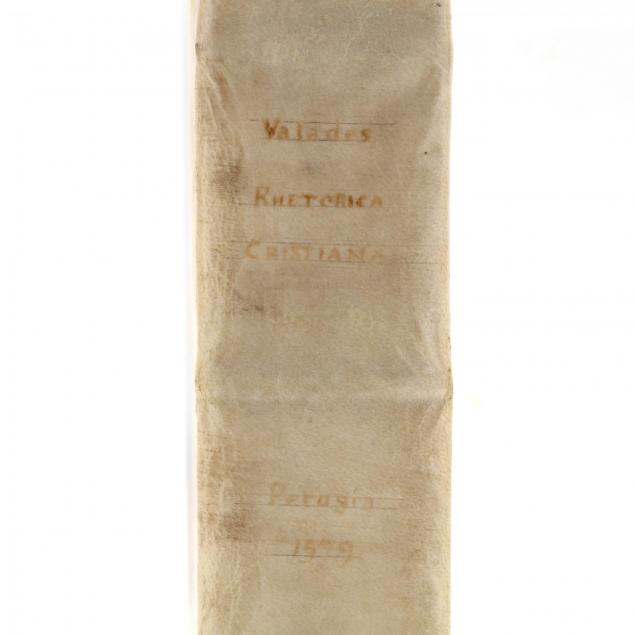 Valades
RHETORICA
CRISTIANA
Perugia
1579